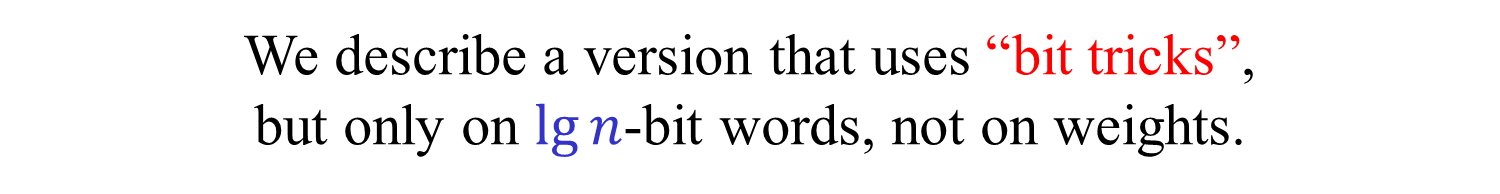 We describe a version that uses “bit tricks”,
but only on lg n-bit words, not on weights.